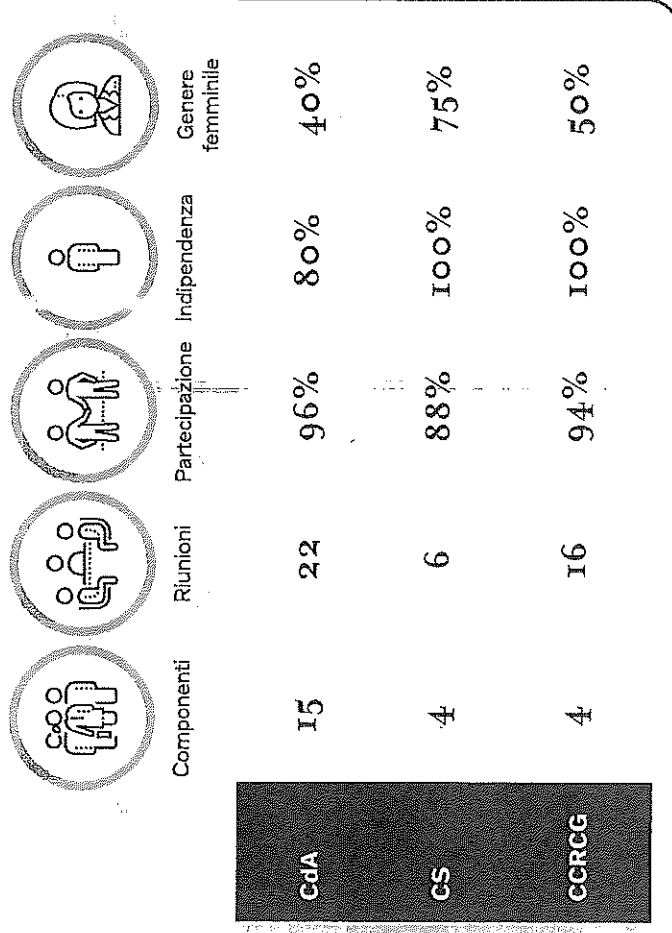 Componenti Riunioni Partecipazione Indipendenza Genere
femminile
CdA 15 22 96% 80% 40%
CS 4 6 88% 100% 75%
CCRCG 4 16 94% 100% 50%